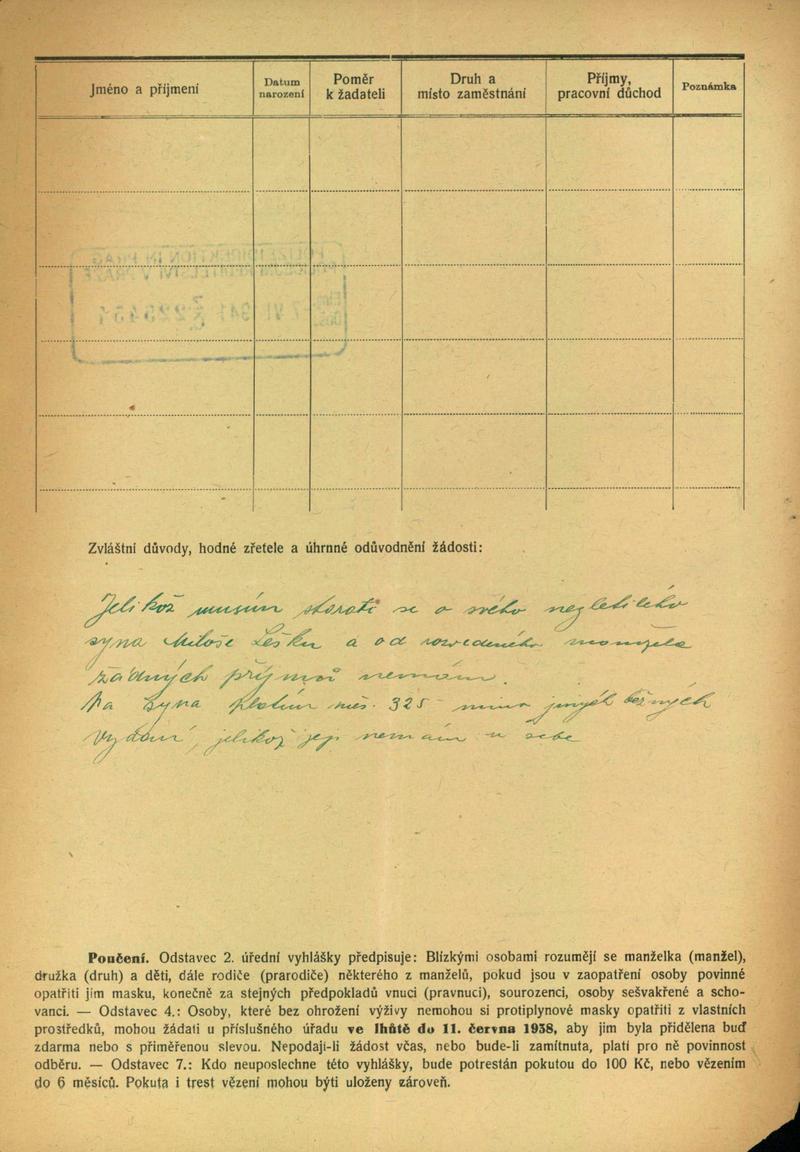 Jméno a příjmení
Datum narození
Poměr k žadateli
Druh a místo zaměstnání
Příjmy, pracovní důchod
Poznámka
POLIZEIDIREKTION IN PRAG
Zvláštní důvody, hodné zřetele a úhrnné odůvodnění žádosti:
Jelikož musím starati se o svého nezletilého
syna Miloše Lešku a od rozvedeného manžela
žádných příjmů nemám.
Na syna platím měs. 325 mimo jiných běžných
vydání, jelikož jej nemám u sebe
Poučení. Odstavec 2. úřední vyhlášky předpisuje: Blízkými osobami rozumějí se manželka (manžel),
družka (druh) a děti, dále rodiče (prarodiče) některého z manželů, pokud jsou v zaopatření osoby povinné
opatřiti jim masku, konečně za stejných předpokladů vnuci (pravnuci), sourozenci, osoby sešvakřené a scho-
vanci. — Odstavec 4.: Osoby, které bez ohrožení výživy nemohou si protiplynové masky opatřiti z vlastních
prostředků, mohou žádati u příslušného úřadu ve lhůtě do 11. června 1938, aby jim byla přidělena buď
zdarma nebo s přiměřenou slevou. Nepodají-li žádost včas, nebo bude-li zamítnuta, platí pro ně povinnost
odběru. — Odstavec 7.: Kdo neuposlechne této vyhlášky, bude potrestán pokutou do 100 Kč, nebo vězením
do 6 měsíců. Pokuta i trest vězení mohou býti uloženy zároveň.